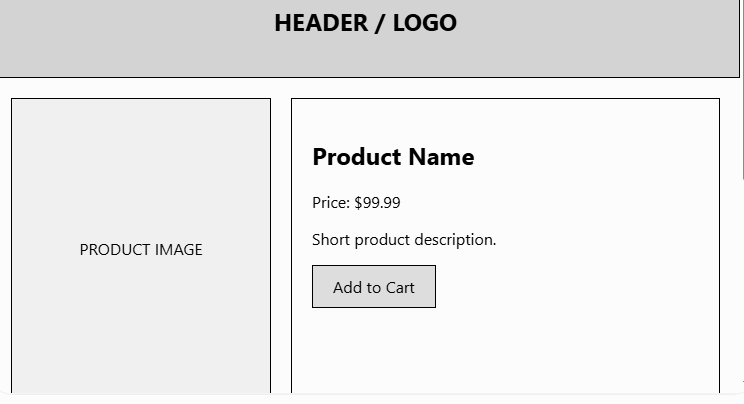 HEADER / LOGO
PRODUCT IMAGE
Product Name
Price: $99.99
Short product description.
Add to Cart